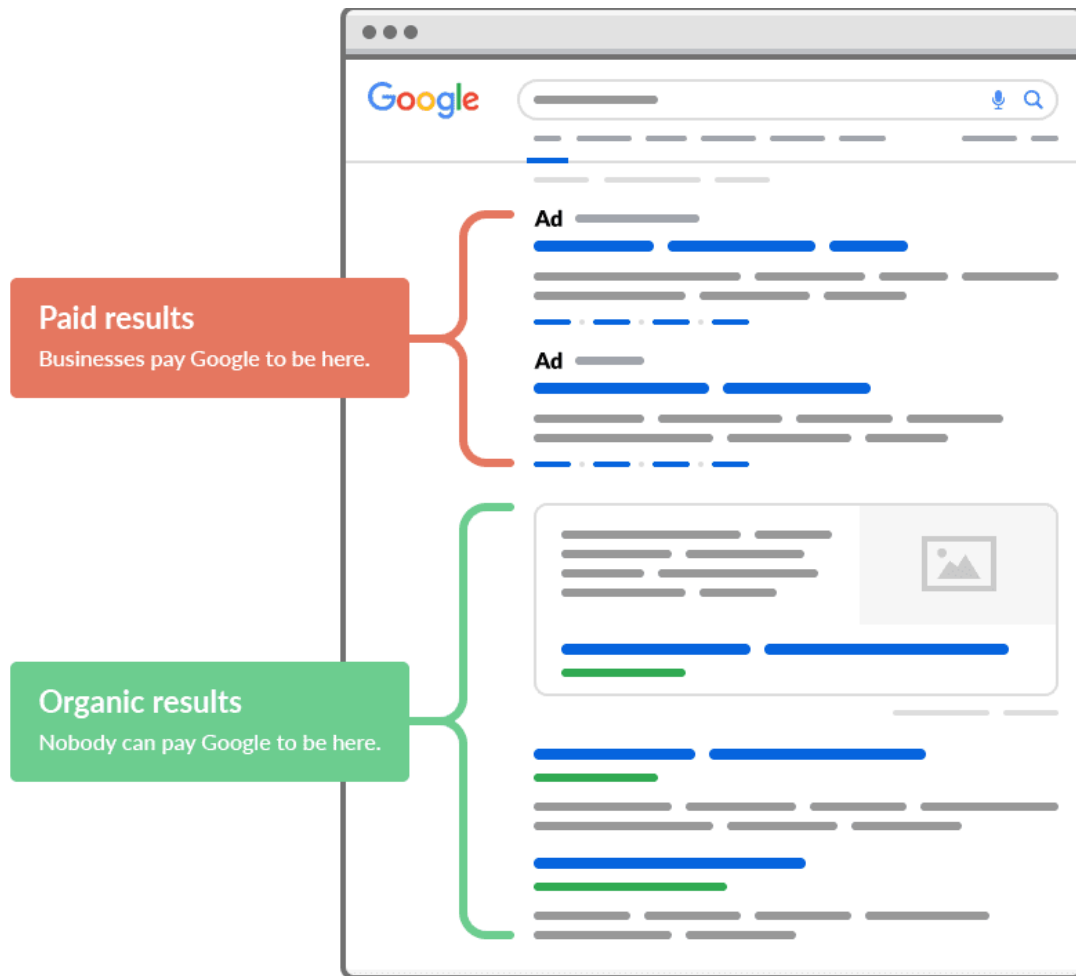 Google
Ad
Paid results
Businesses pay Google to be here.
Ad
Organic results
Nobody can pay Google to be here.